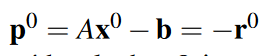 p⁰ = Ax⁰ − b = −r⁰